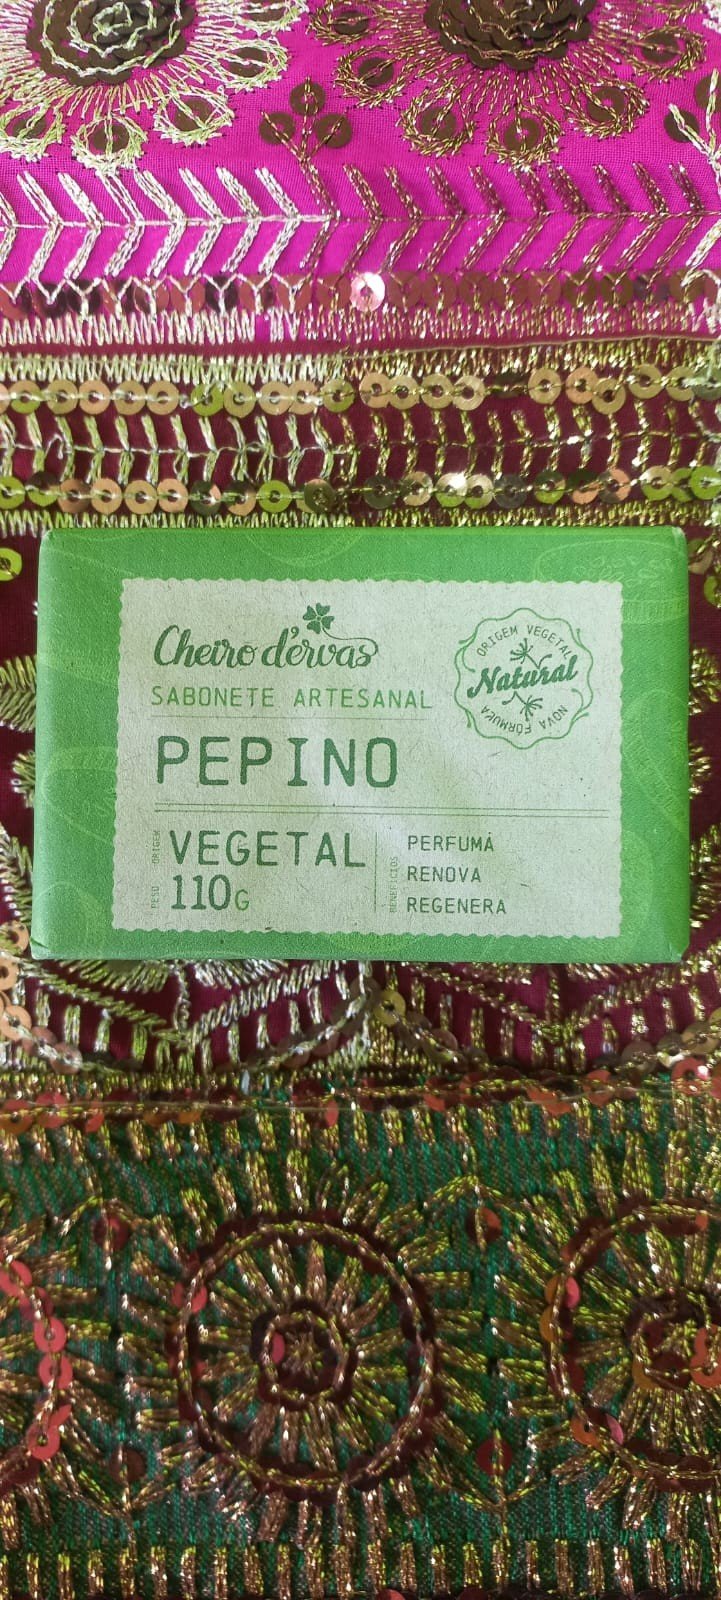 Cheiro d'ervas
SABONETE ARTESANAL
PEPINO
ORIGEM VEGETAL
Natural
NOVA FÓRMULA
ORIGEM
VEGETAL
PESO
110G
BENEFÍCIOS
PERFUMA
RENOVA
REGENERA